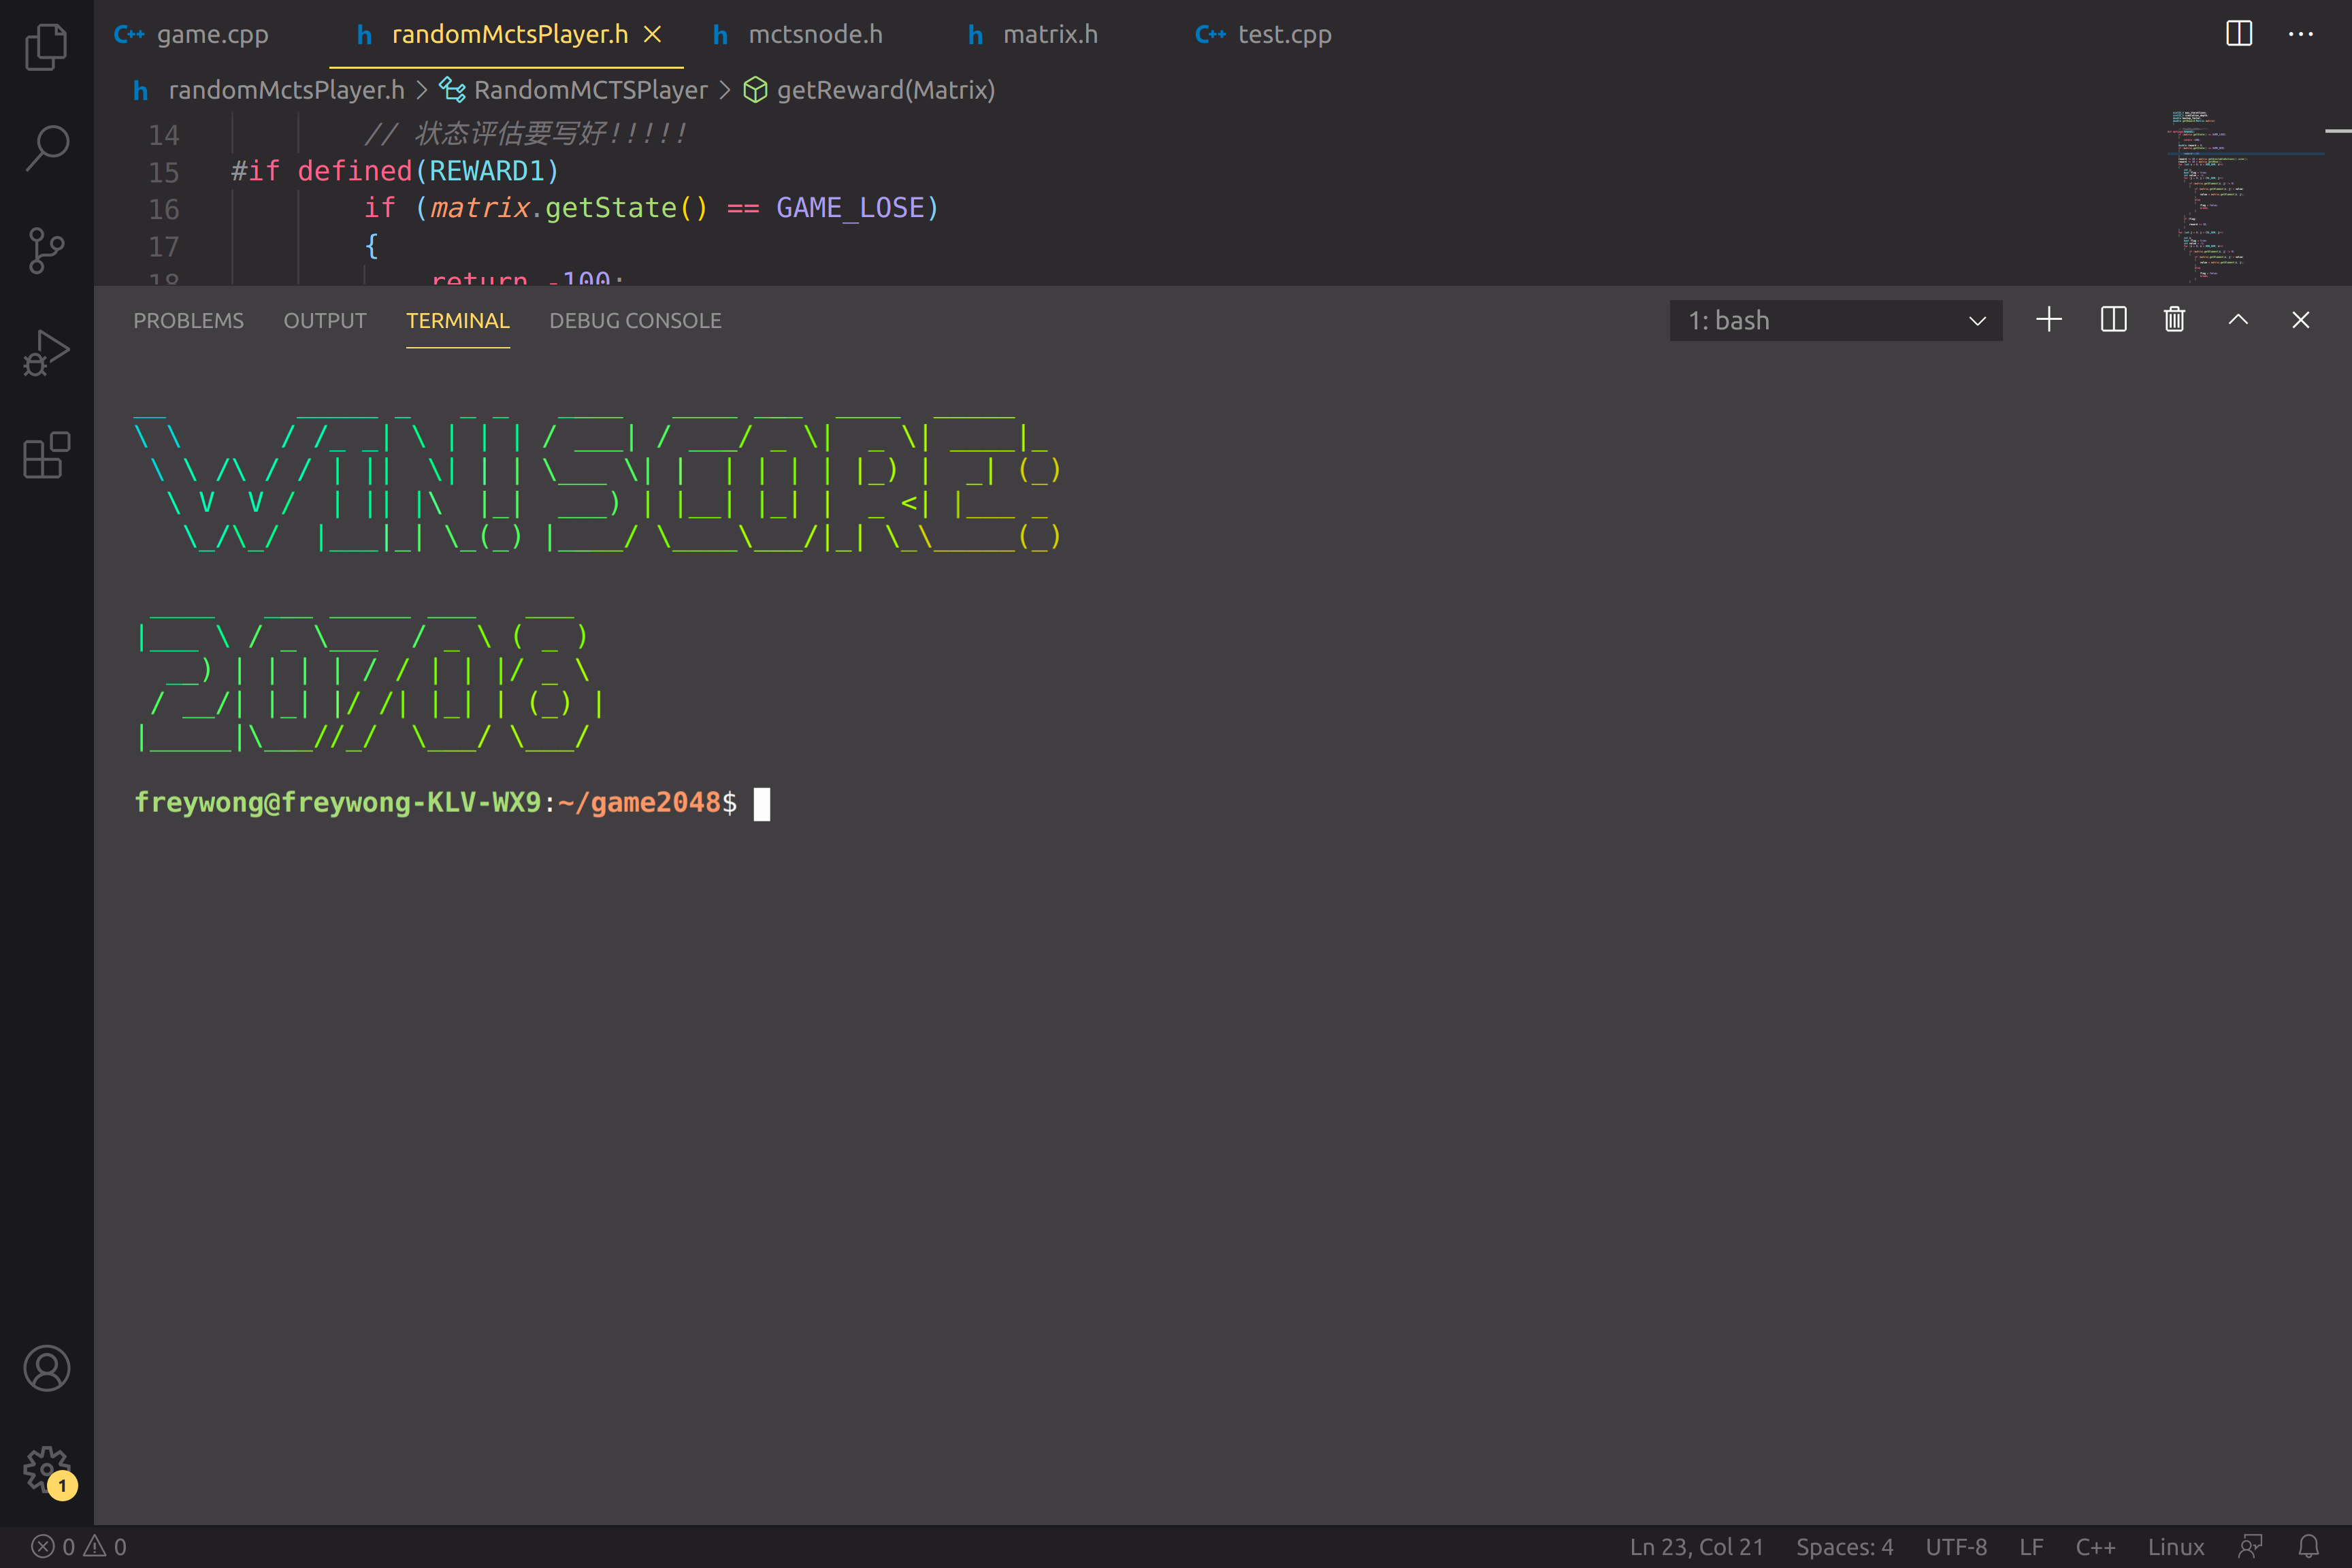 game.cpp randomMctsPlayer.h mctsnode.h matrix.h test.cpp
randomMctsPlayer.h > RandomMCTSPlayer > getReward(Matrix)
14 // 状态评估要写好!!!!!
15 #if defined(REWARD1)
16 if (matrix.getState() == GAME_LOSE)
17 {
18 return -100;
PROBLEMS OUTPUT TERMINAL DEBUG CONSOLE 1: bash
WIN! SCORE:
20708
freywong@freywong-KLV-WX9:~/game2048$
1
0 0 Ln 23, Col 21 Spaces: 4 UTF-8 LF C++ Linux